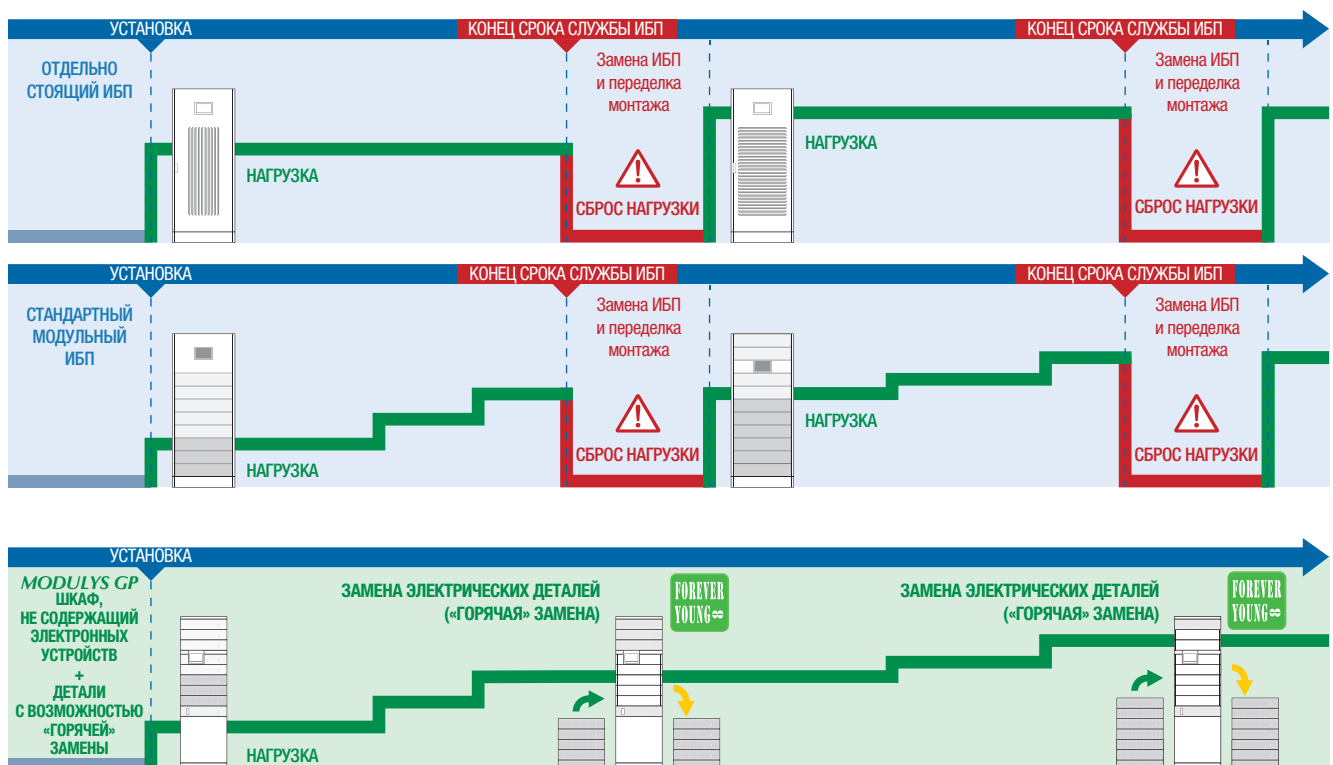 УСТАНОВКА
КОНЕЦ СРОКА СЛУЖБЫ ИБП
КОНЕЦ СРОКА СЛУЖБЫ ИБП
ОТДЕЛЬНО
СТОЯЩИЙ ИБП
Замена ИБП
и переделка
монтажа
Замена ИБП
и переделка
монтажа
НАГРУЗКА
НАГРУЗКА
СБРОС НАГРУЗКИ
СБРОС НАГРУЗКИ
УСТАНОВКА
КОНЕЦ СРОКА СЛУЖБЫ ИБП
КОНЕЦ СРОКА СЛУЖБЫ ИБП
СТАНДАРТНЫЙ
МОДУЛЬНЫЙ
ИБП
Замена ИБП
и переделка
монтажа
Замена ИБП
и переделка
монтажа
НАГРУЗКА
НАГРУЗКА
СБРОС НАГРУЗКИ
СБРОС НАГРУЗКИ
УСТАНОВКА
MODULYS GP
ШКАФ,
НЕ СОДЕРЖАЩИЙ
ЭЛЕКТРОННЫХ
УСТРОЙСТВ
+
ДЕТАЛИ
С ВОЗМОЖНОСТЬЮ
«ГОРЯЧЕЙ»
ЗАМЕНЫ
НАГРУЗКА
ЗАМЕНА ЭЛЕКТРИЧЕСКИХ ДЕТАЛЕЙ
(«ГОРЯЧАЯ» ЗАМЕНА)
FOREVER
YOUNG∞
ЗАМЕНА ЭЛЕКТРИЧЕСКИХ ДЕТАЛЕЙ
(«ГОРЯЧАЯ» ЗАМЕНА)
FOREVER
YOUNG∞